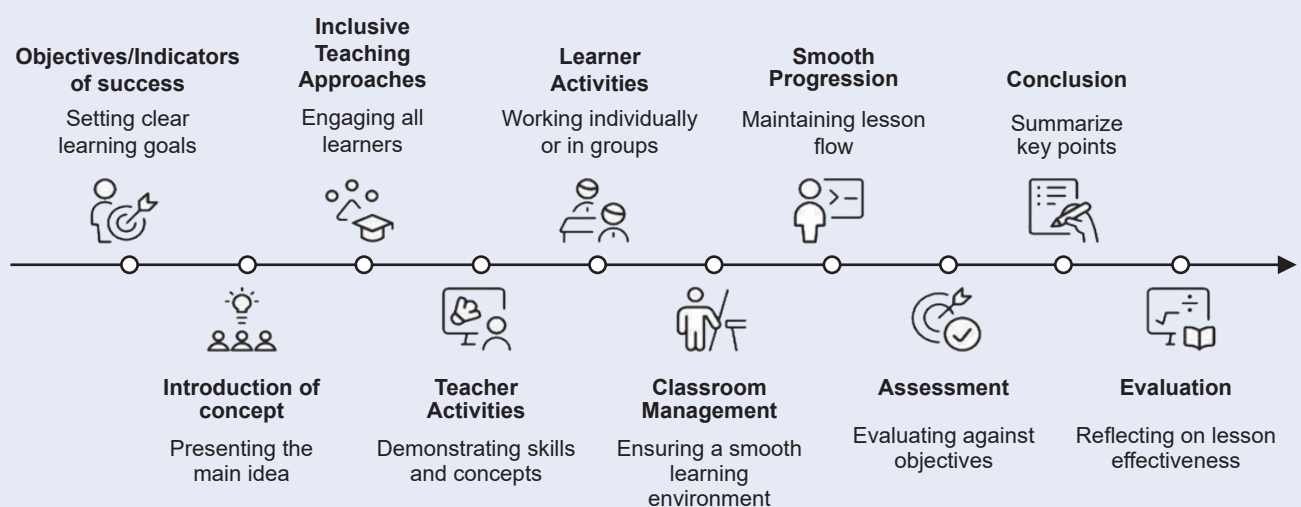 Objectives/Indicators
of success
Setting clear
learning goals
Introduction of
concept
Presenting the
main idea
Inclusive
Teaching
Approaches
Engaging all
learners
Teacher
Activities
Demonstrating skills
and concepts
Learner
Activities
Working individually
or in groups
Classroom
Management
Ensuring a smooth
learning
environment
Smooth
Progression
Maintaining lesson
flow
Assessment
Evaluating against
objectives
Conclusion
Summarize
key points
Evaluation
Reflecting on lesson
effectiveness